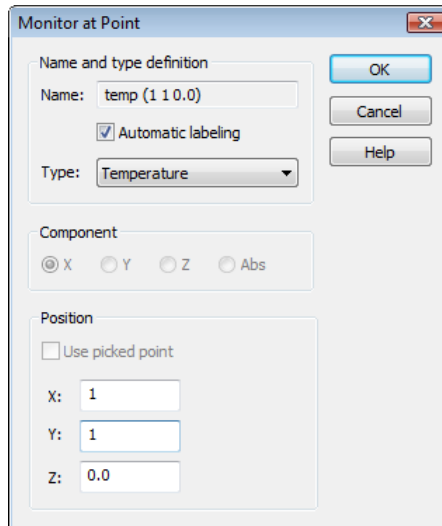 Monitor at Point
Name and type definition
Name: temp (1 1 0.0)
Automatic labeling
Type: Temperature
OK
Cancel
Help
Component
X Y Z Abs
Position
Use picked point
X: 1
Y: 1
Z: 0.0